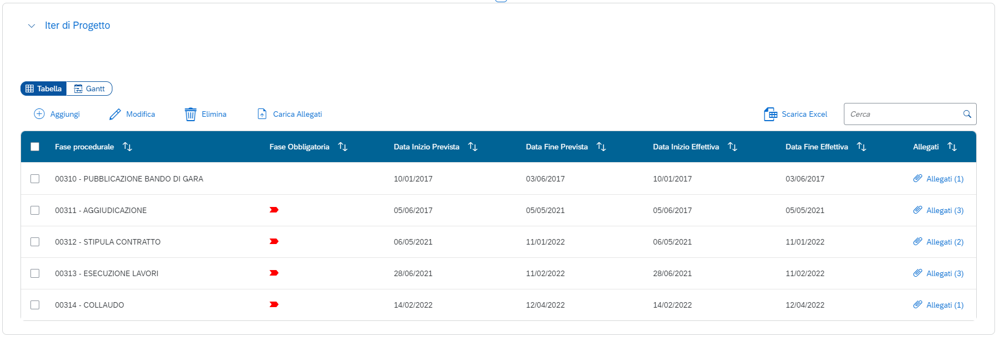 Iter di Progetto
Tabella Gantt
Aggiungi Modifica Elimina Carica Allegati Scarica Excel Cerca
Fase procedurale Fase Obbligatoria Data Inizio Prevista Data Fine Prevista Data Inizio Effettiva Data Fine Effettiva Allegati
00310 - PUBBLICAZIONE BANDO DI GARA 10/01/2017 03/06/2017 10/01/2017 03/06/2017 Allegati (1)
00311 - AGGIUDICAZIONE 05/06/2017 05/05/2021 05/06/2017 05/05/2021 Allegati (3)
00312 - STIPULA CONTRATTO 06/05/2021 11/01/2022 06/05/2021 11/01/2022 Allegati (2)
00313 - ESECUZIONE LAVORI 28/06/2021 11/02/2022 28/06/2021 11/02/2022 Allegati (3)
00314 - COLLAUDO 14/02/2022 12/04/2022 14/02/2022 12/04/2022 Allegati (1)